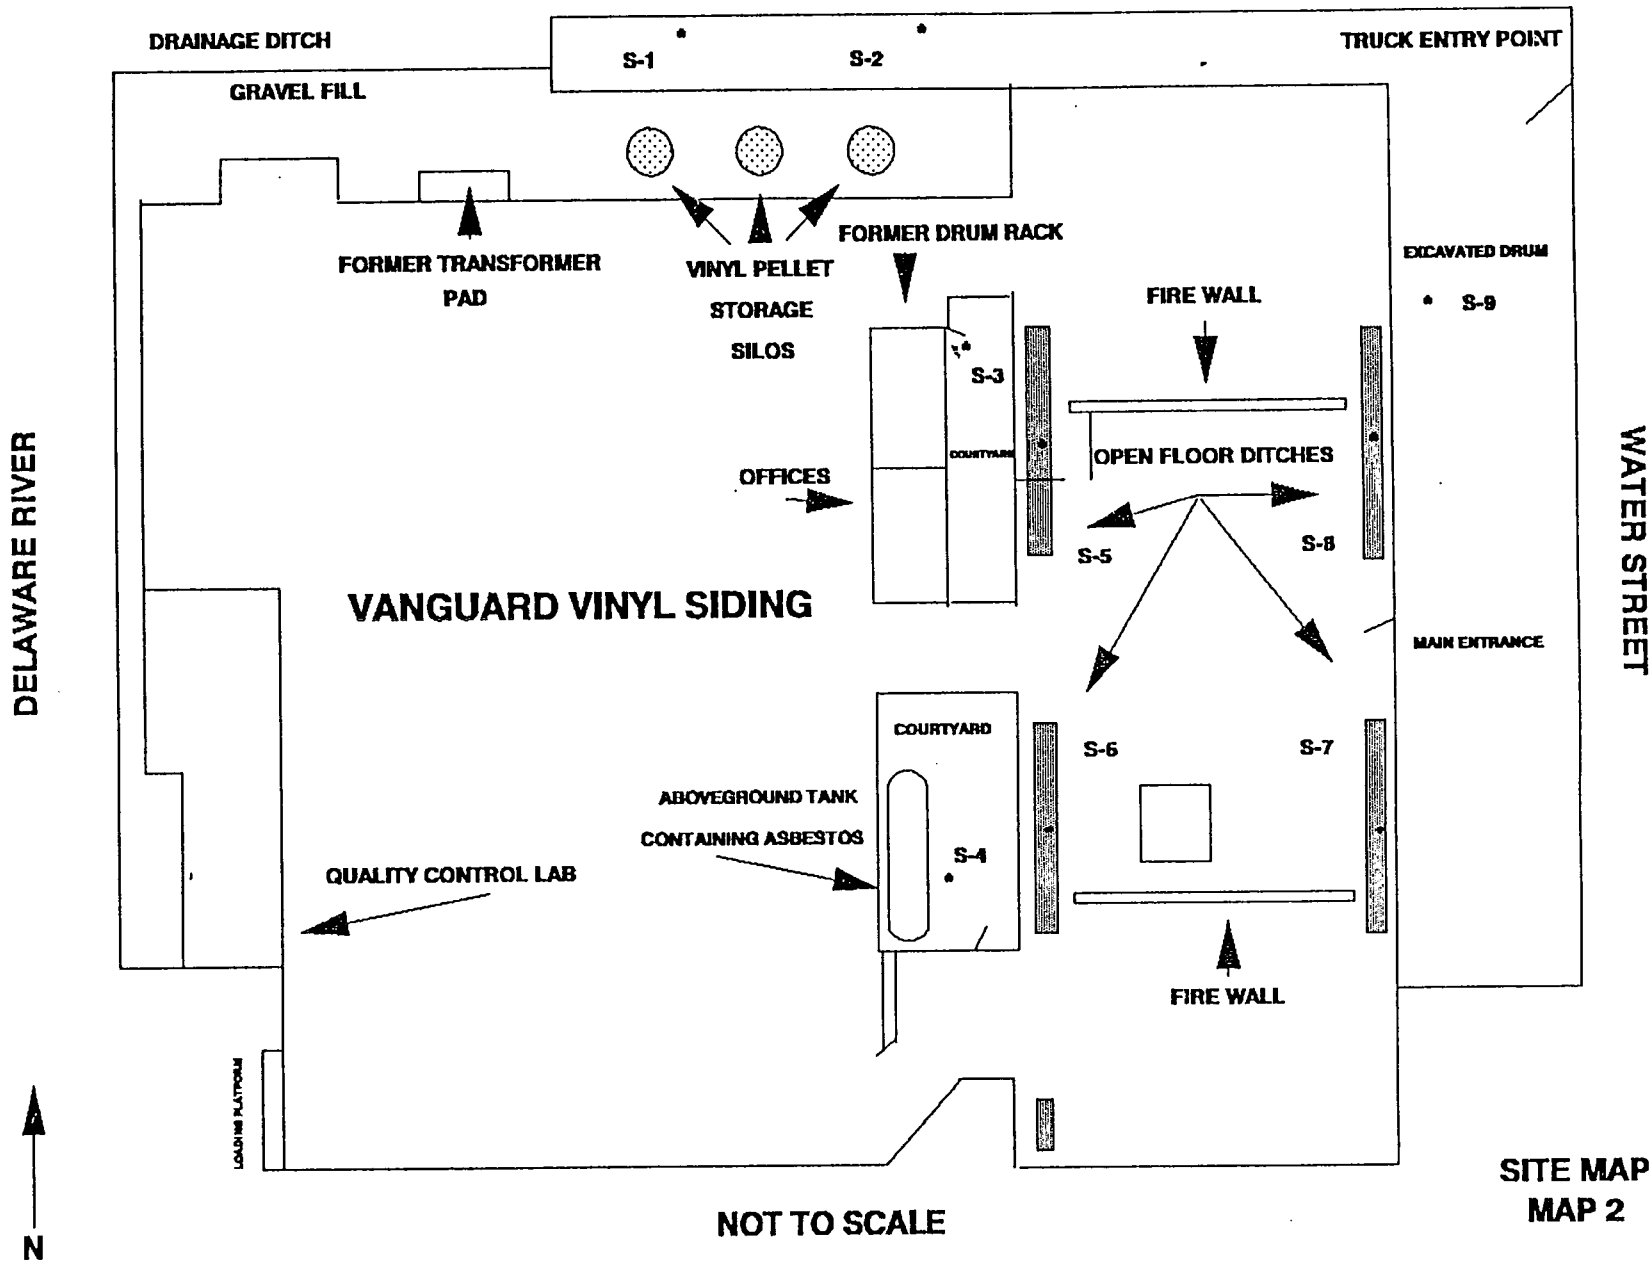 DRAINAGE DITCH
S-1
S-2
TRUCK ENTRY POINT
GRAVEL FILL
FORMER TRANSFORMER
PAD
VINYL PELLET
STORAGE
SILOS
FORMER DRUM RACK
EXCAVATED DRUM
S-9
FIRE WALL
S-3
COURTYARD
OPEN FLOOR DITCHES
OFFICES
S-5
S-8
DELAWARE RIVER
WATER STREET
VANGUARD VINYL SIDING
MAIN ENTRANCE
COURTYARD
S-6
S-7
ABOVEGROUND TANK
CONTAINING ASBESTOS
S-4
QUALITY CONTROL LAB
FIRE WALL
LOADING PLATFORM
N
NOT TO SCALE
SITE MAP
MAP 2